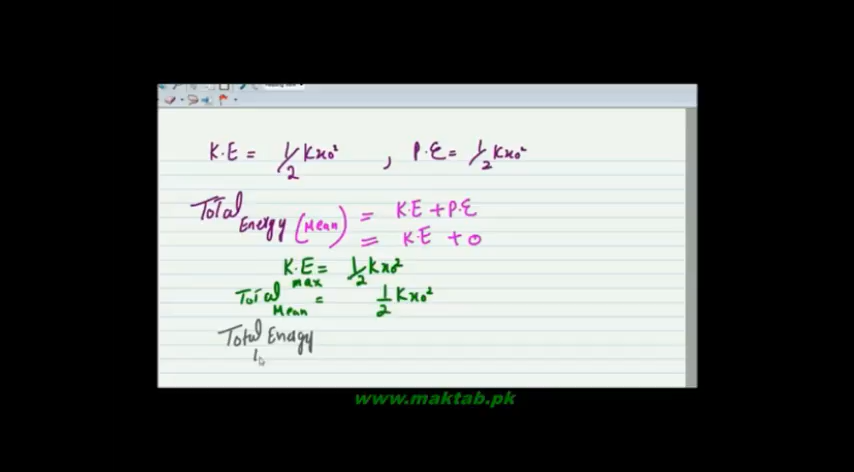 K.E = 1/2 Kx₀² , P.E = 1/2 Kx₀²
Total Energy (Mean) = K.E + P.E
= K.E + 0
K.E max = 1/2 Kx₀²
Total Mean = 1/2 Kx₀²
Total Energy
www.maktab.pk